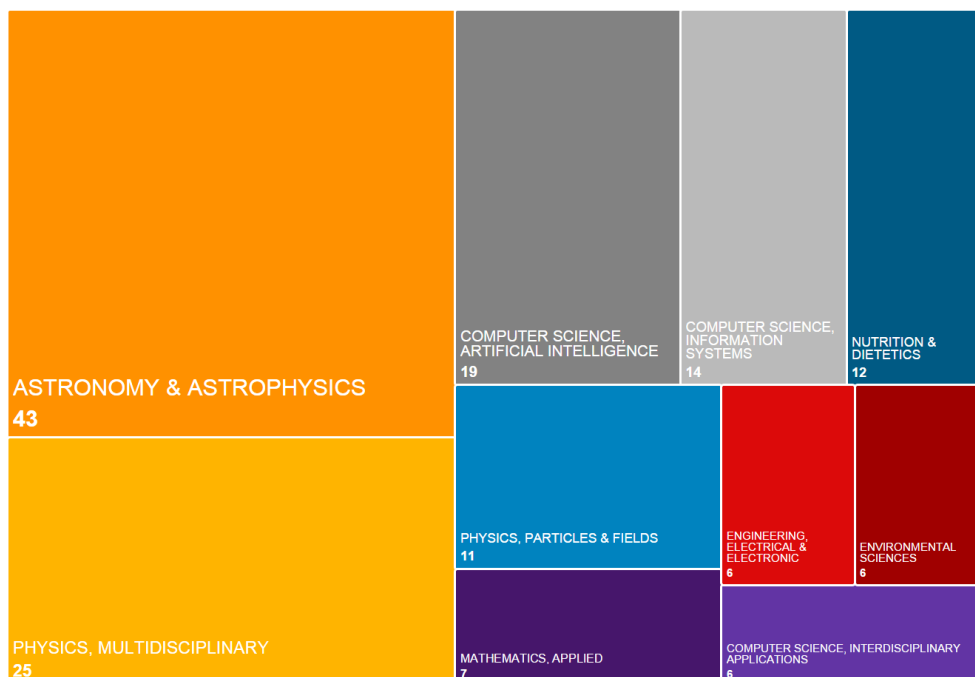 ASTRONOMY & ASTROPHYSICS
43
PHYSICS, MULTIDISCIPLINARY
25
COMPUTER SCIENCE,
ARTIFICIAL INTELLIGENCE
19
COMPUTER SCIENCE,
INFORMATION
SYSTEMS
14
NUTRITION &
DIETETICS
12
PHYSICS, PARTICLES & FIELDS
11
MATHEMATICS, APPLIED
7
ENGINEERING,
ELECTRICAL &
ELECTRONIC
6
ENVIRONMENTAL
SCIENCES
6
COMPUTER SCIENCE, INTERDISCIPLINARY
APPLICATIONS
6